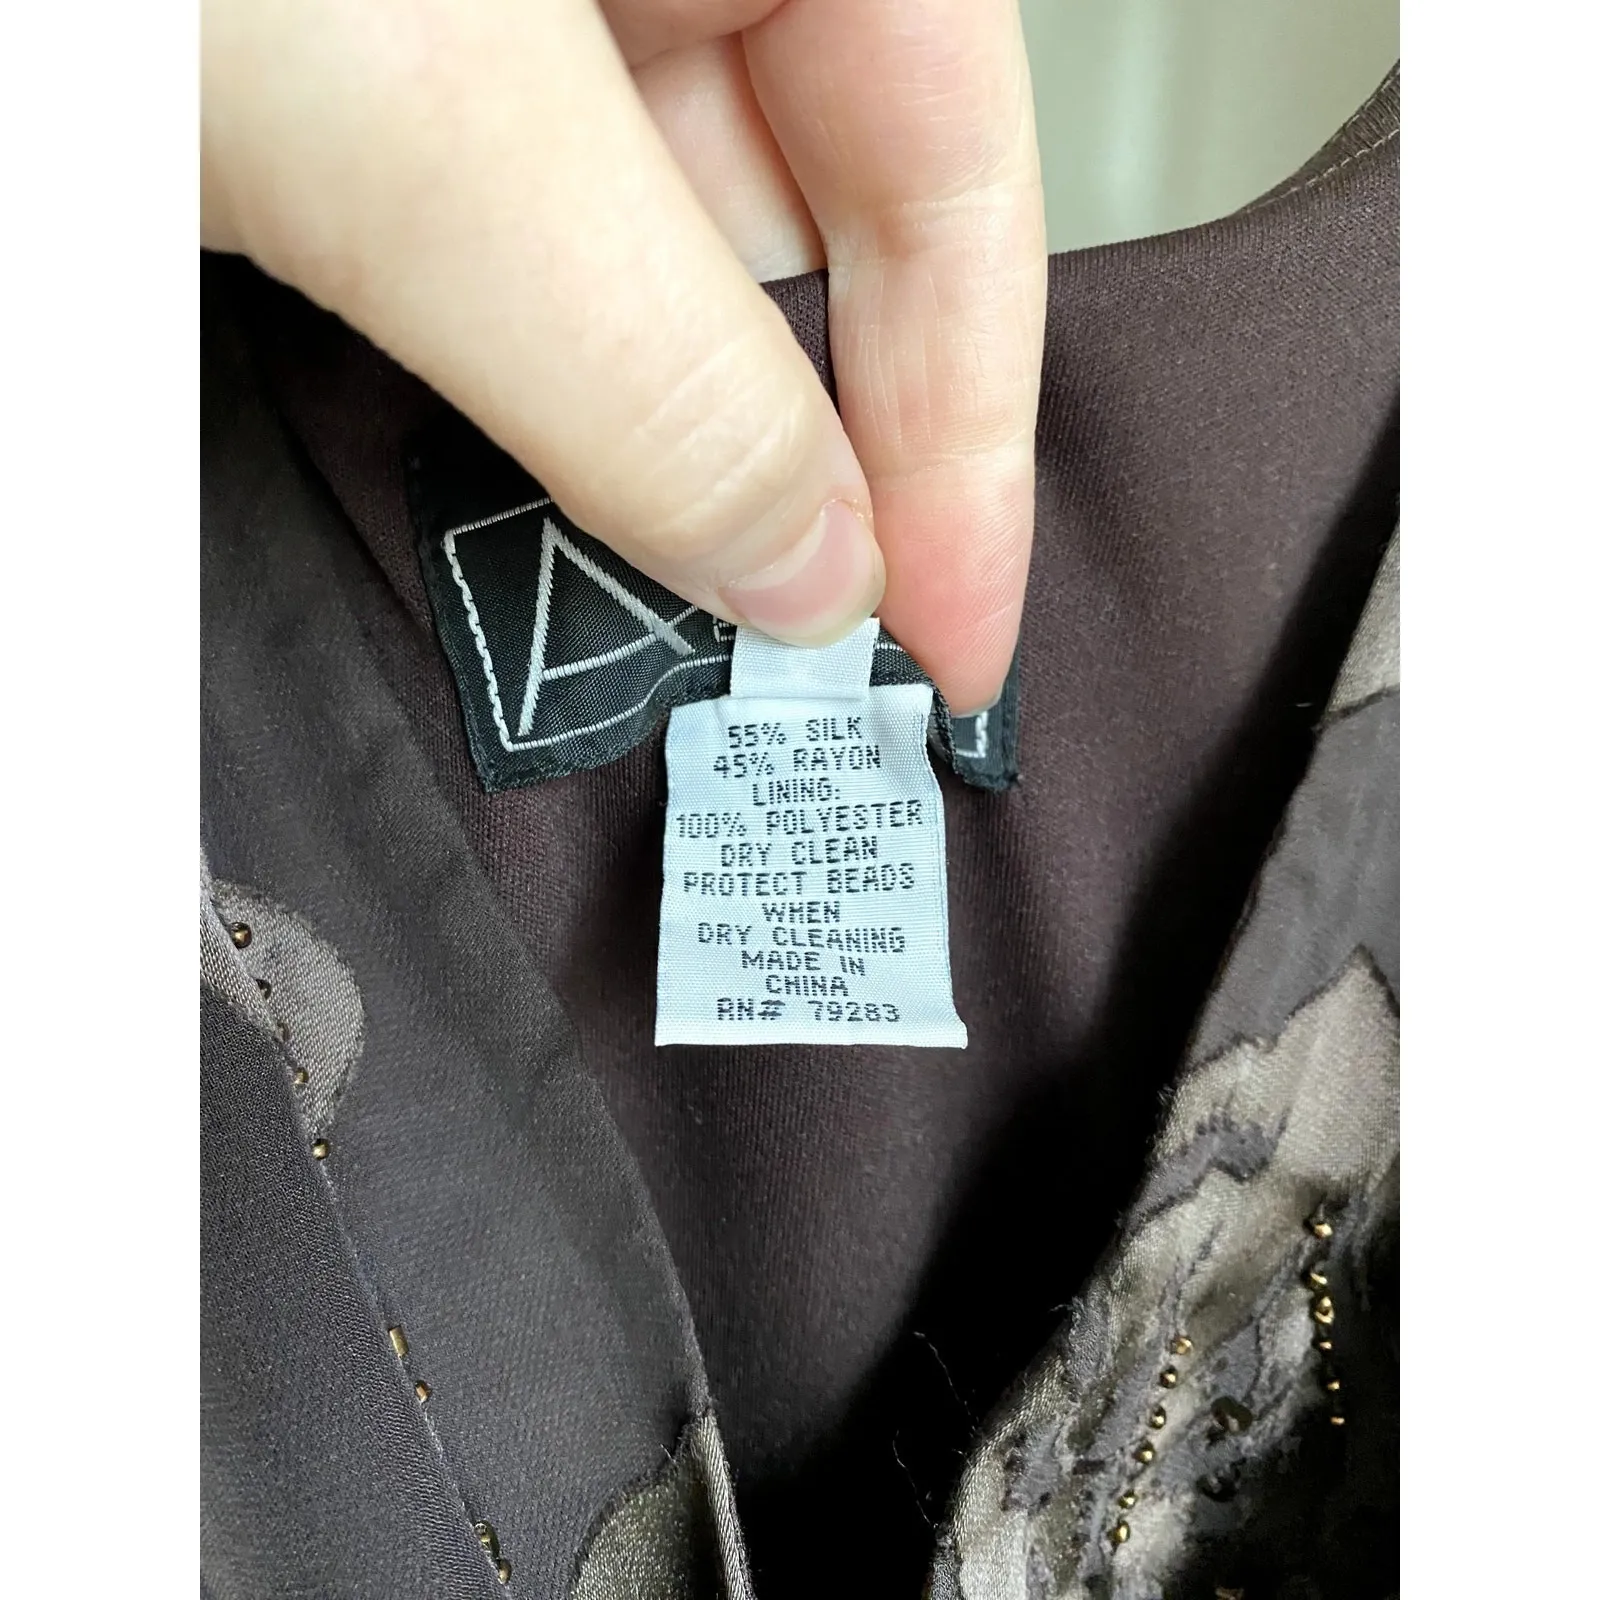 A
55% SILK
45% RAYON
LINING:
100% POLYESTER
DRY CLEAN
PROTECT BEADS
WHEN
DRY CLEANING
MADE IN
CHINA
RN# 79283